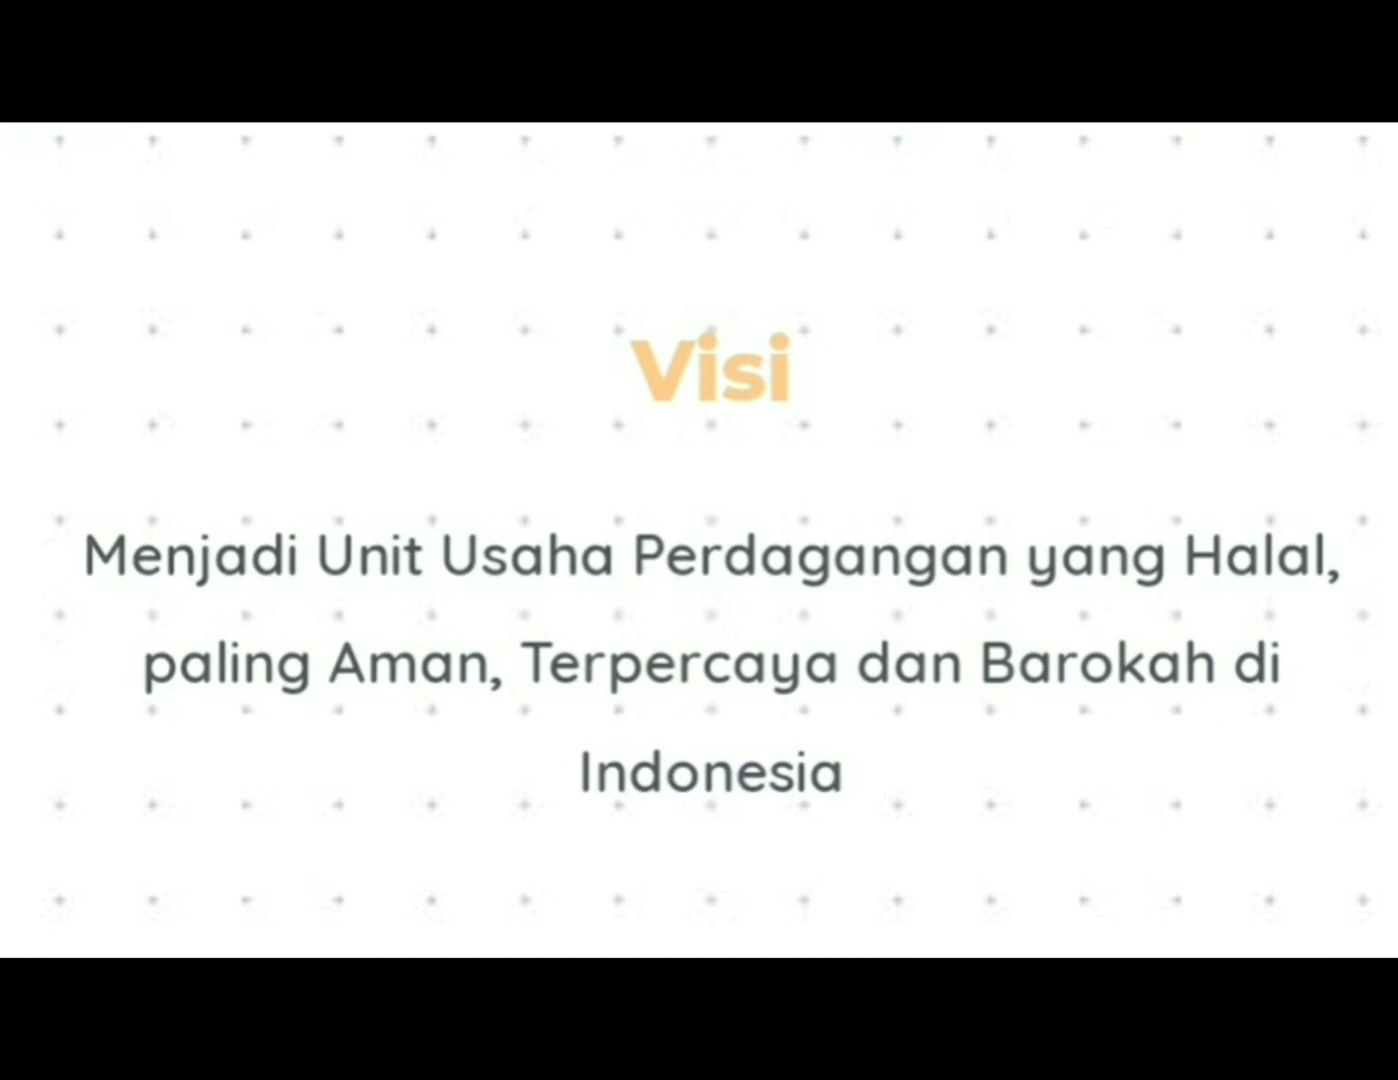 Visi
Menjadi Unit Usaha Perdagangan yang Halal,
paling Aman, Terpercaya dan Barokah di
Indonesia